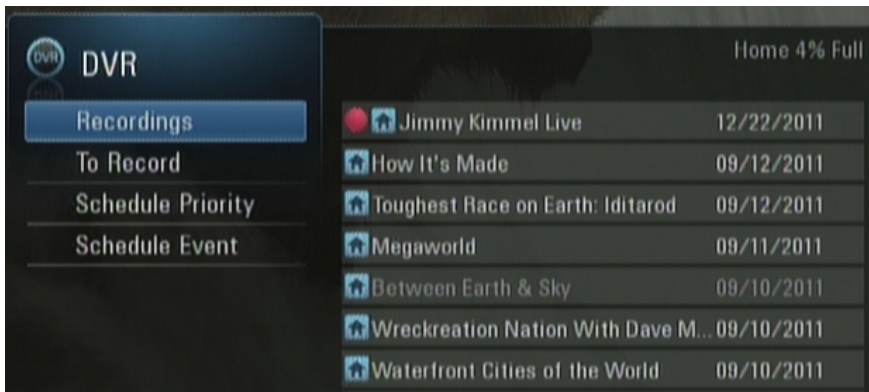 DVR
DVR
Home 4% Full
Recordings
To Record
Schedule Priority
Schedule Event
Jimmy Kimmel Live 12/22/2011
How It's Made 09/12/2011
Toughest Race on Earth: Iditarod 09/12/2011
Megaworld 09/11/2011
Between Earth & Sky 09/10/2011
Wreckreation Nation With Dave M... 09/10/2011
Waterfront Cities of the World 09/10/2011